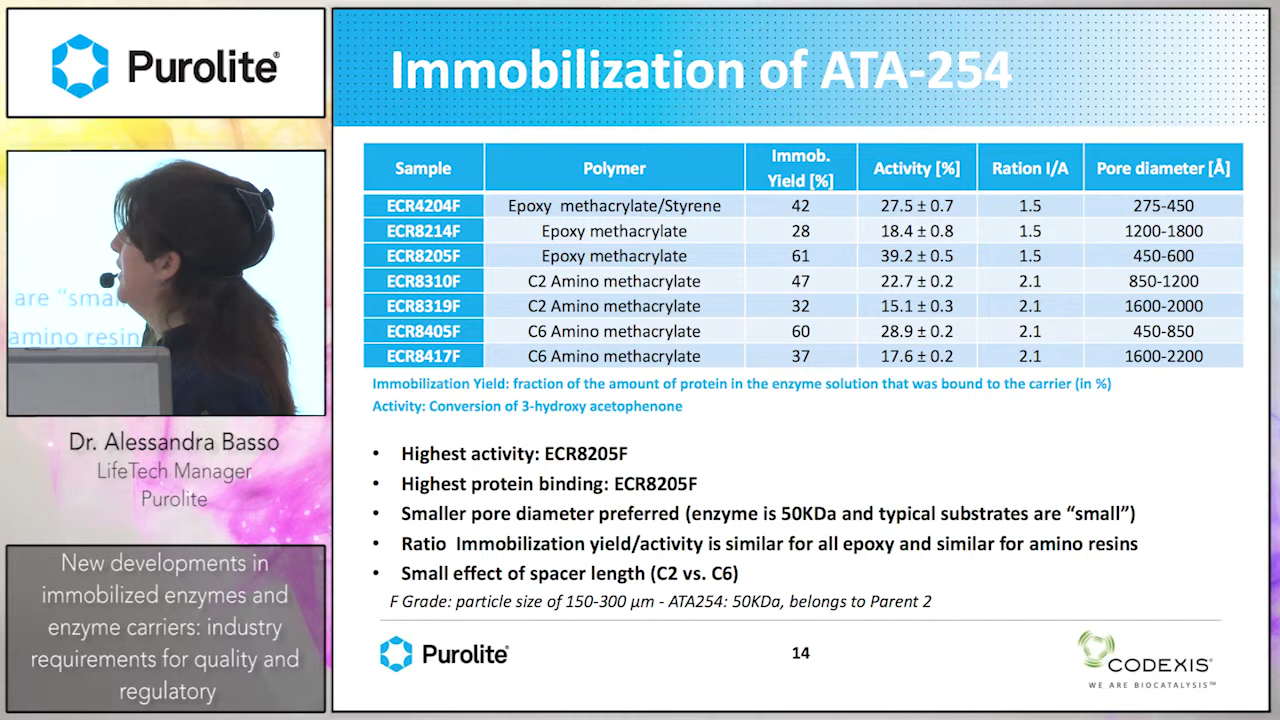 Purolite®
are "smal
amino resin
Dr. Alessandra Basso
LifeTech Manager
Purolite
New developments in
immobilized enzymes and
enzyme carriers: industry
requirements for quality and
regulatory
Immobilization of ATA-254
Sample Polymer Immob. Yield [%] Activity [%] Ration I/A Pore diameter [Å]
ECR4204F Epoxy methacrylate/Styrene 42 27.5 ± 0.7 1.5 275-450
ECR8214F Epoxy methacrylate 28 18.4 ± 0.8 1.5 1200-1800
ECR8205F Epoxy methacrylate 61 39.2 ± 0.5 1.5 450-600
ECR8310F C2 Amino methacrylate 47 22.7 ± 0.2 2.1 850-1200
ECR8319F C2 Amino methacrylate 32 15.1 ± 0.3 2.1 1600-2000
ECR8405F C6 Amino methacrylate 60 28.9 ± 0.2 2.1 450-850
ECR8417F C6 Amino methacrylate 37 17.6 ± 0.2 2.1 1600-2200
Immobilization Yield: fraction of the amount of protein in the enzyme solution that was bound to the carrier (in %)
Activity: Conversion of 3-hydroxy acetophenone
• Highest activity: ECR8205F
• Highest protein binding: ECR8205F
• Smaller pore diameter preferred (enzyme is 50KDa and typical substrates are "small")
• Ratio Immobilization yield/activity is similar for all epoxy and similar for amino resins
• Small effect of spacer length (C2 vs. C6)
F Grade: particle size of 150-300 µm - ATA254: 50KDa, belongs to Parent 2
Purolite®
14
CODEXIS®
WE ARE BIOCATALYSIS™